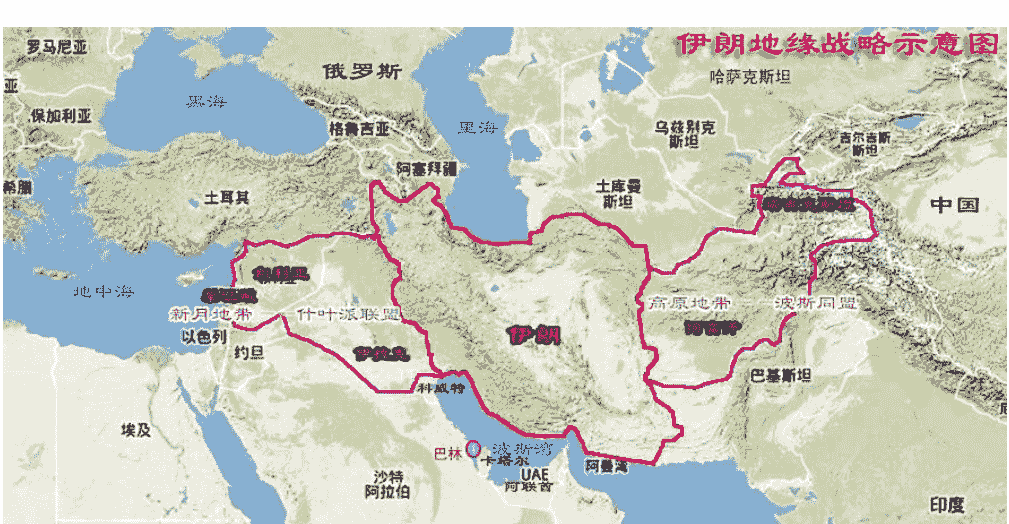 伊朗地缘战略示意图
罗马尼亚
俄罗斯
哈萨克斯坦
亚
黑海
保加利亚
格鲁吉亚
黑海
乌兹别克
斯坦
吉尔吉斯
斯坦
阿塞拜疆
希腊
土耳其
土库曼
斯坦
中国
叙利亚
地中海
新月地带
什叶派联盟
高原地带
波斯同盟
以色列
伊朗
阿富汗
约旦
伊拉克
巴基斯坦
科威特
埃及
巴林
波斯湾
卡塔尔
阿曼湾
沙特
阿拉伯
UAE
阿联酋
印度